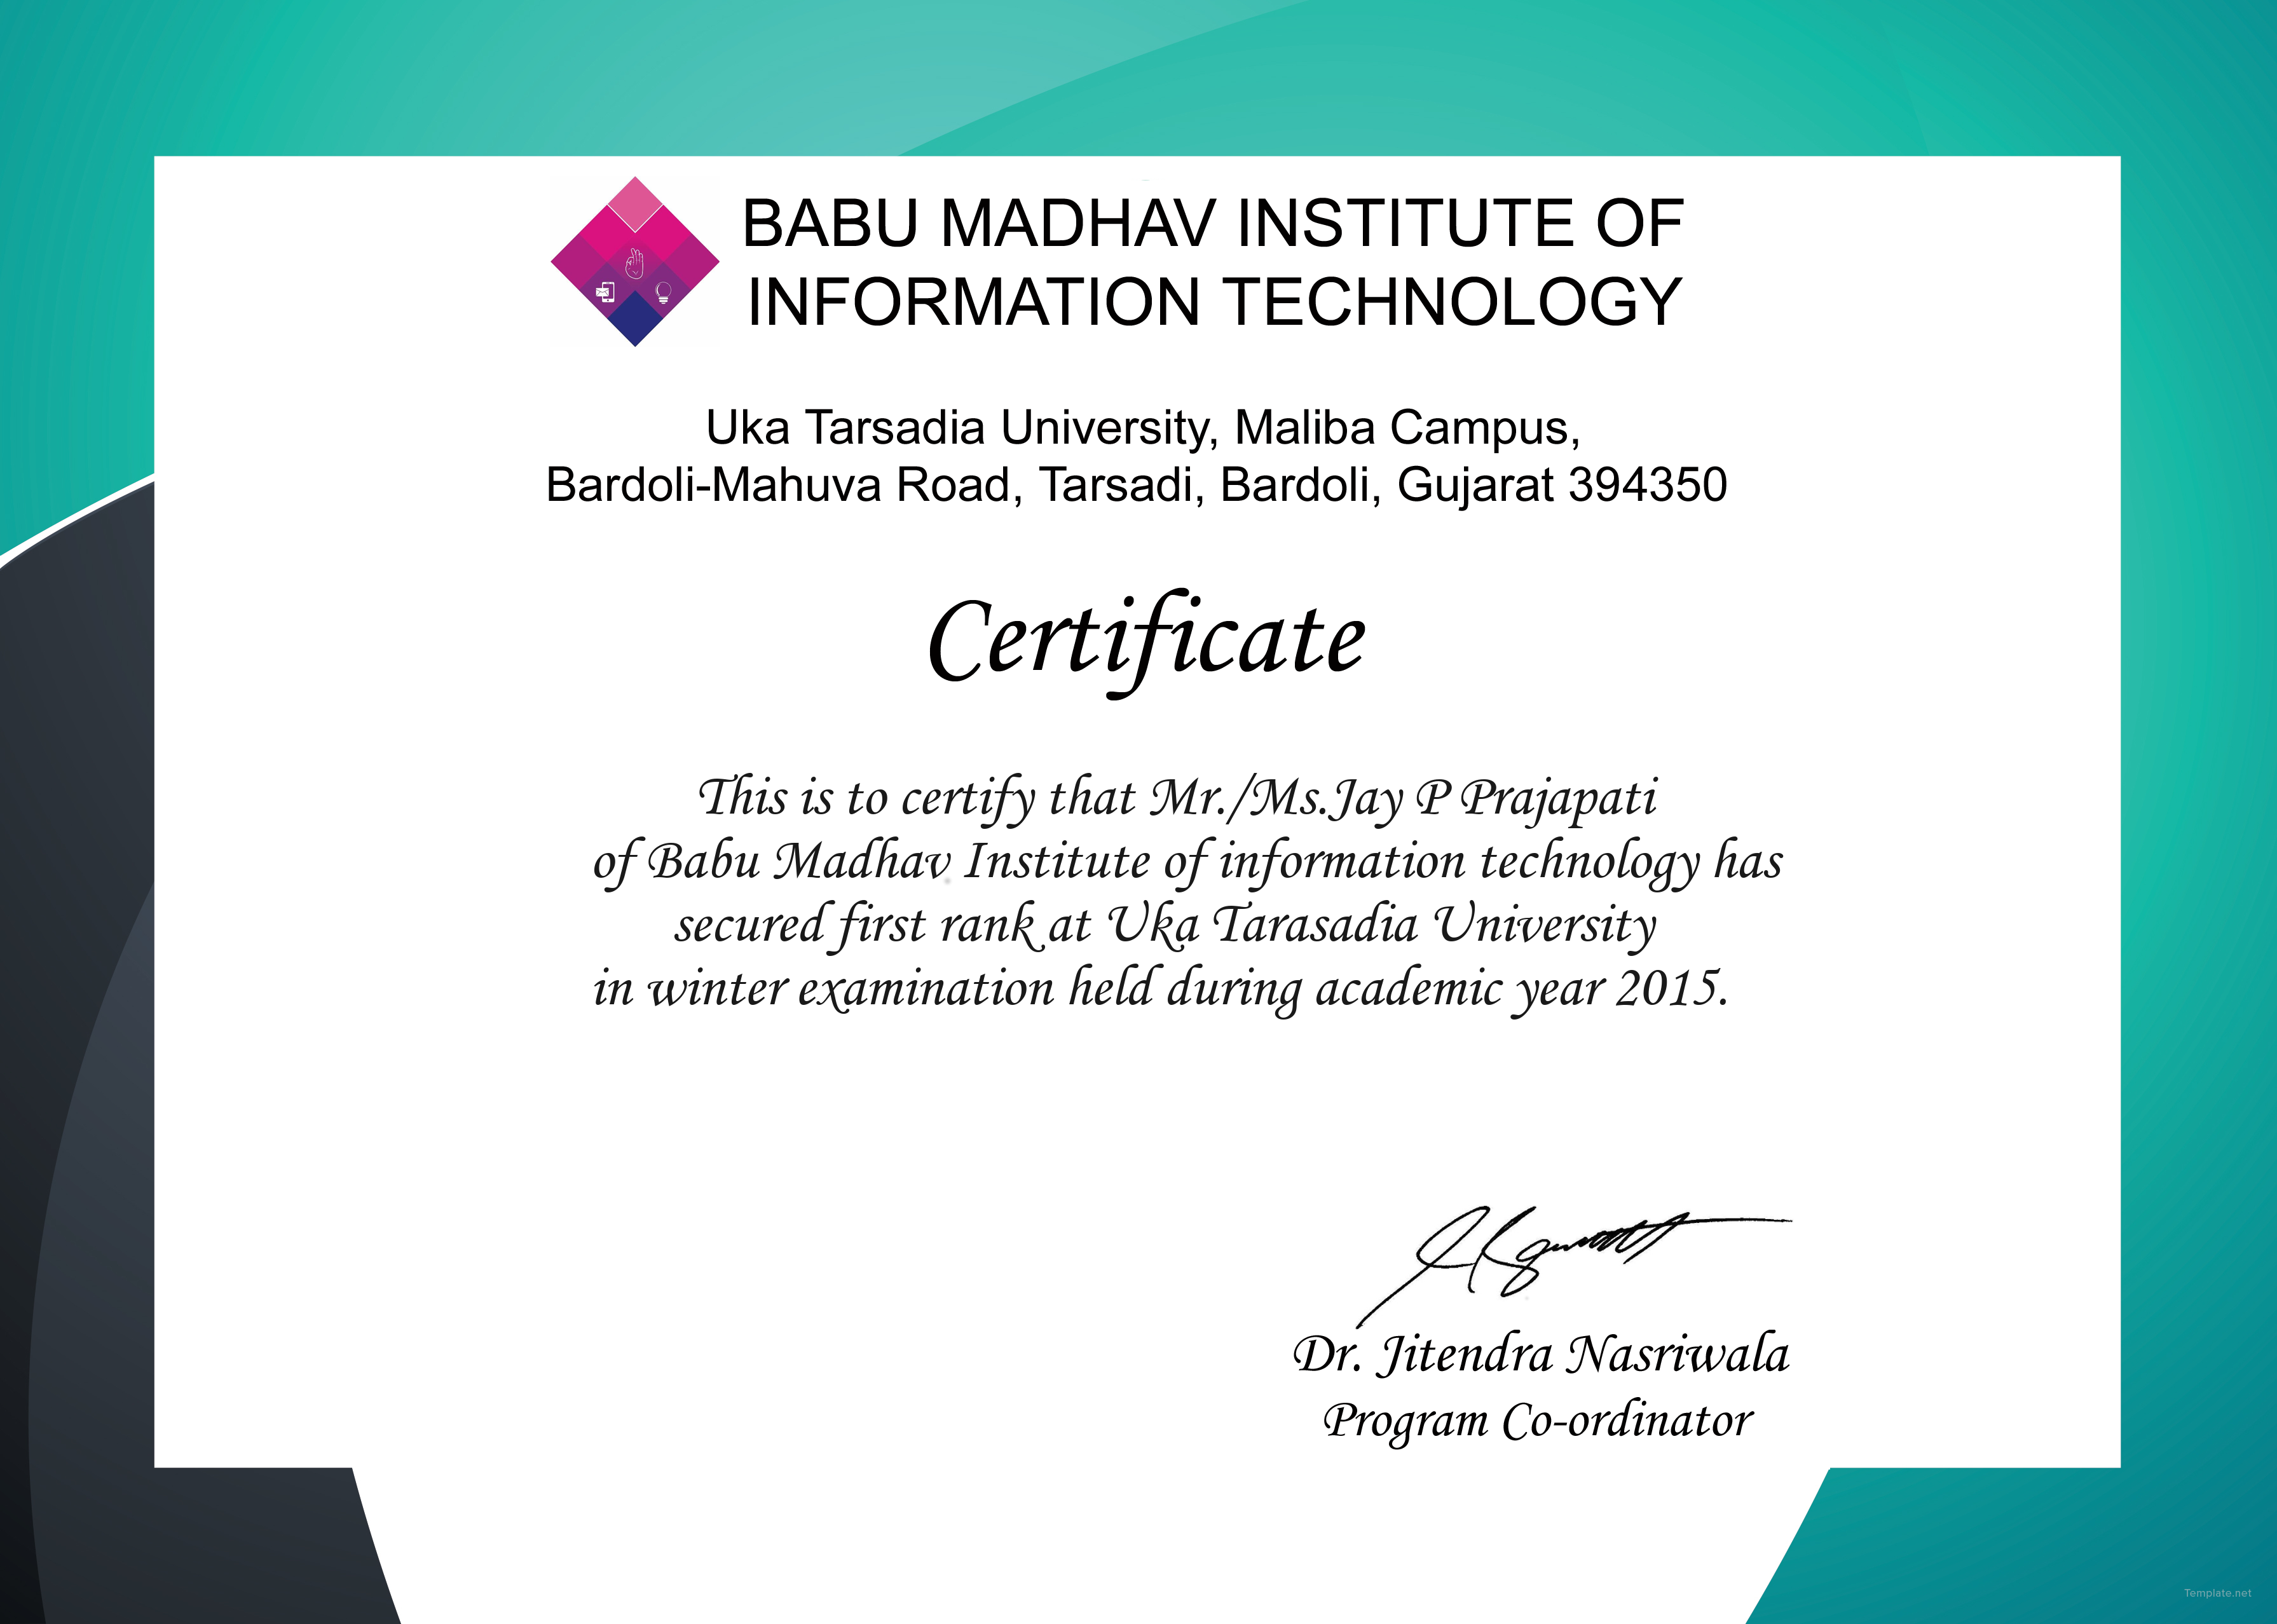 BABU MADHAV INSTITUTE OF
INFORMATION TECHNOLOGY
Uka Tarsadia University, Maliba Campus,
Bardoli-Mahuva Road, Tarsadi, Bardoli, Gujarat 394350
Certificate
This is to certify that Mr./Ms.Jay P Prajapati
of Babu Madhav Institute of information technology has
secured first rank at Uka Tarasadia University
in winter examination held during academic year 2015.
Dr. Jitendra Nasriwala
Program Co-ordinator
Template.net